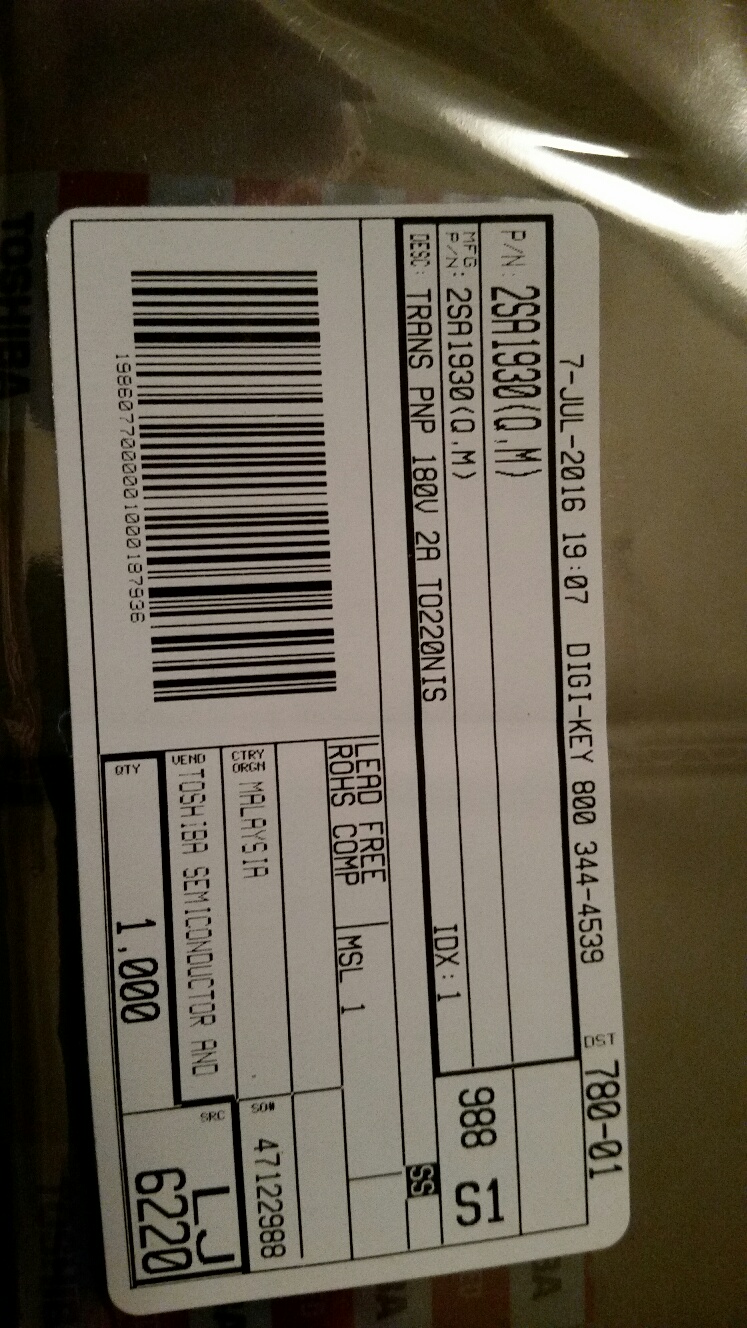 7-JUL-2016 19:07 DIGI-KEY 800 344-4539 DST 780-01
P/N: 2SA1930(Q,M)
MFG P/N: 2SA1930(Q,M)
988 S1
DESC: TRANS PNP 180V 2A TO220NIS IDX: 1
SS
LEAD FREE
ROHS COMP
MSL 1
CTRY ORGN MALAYSIA
SO# 47122988
VEND TOSHIBA SEMICONDUCTOR AND
QTY 1,000
SRC LJ
6220
TOSHIBA